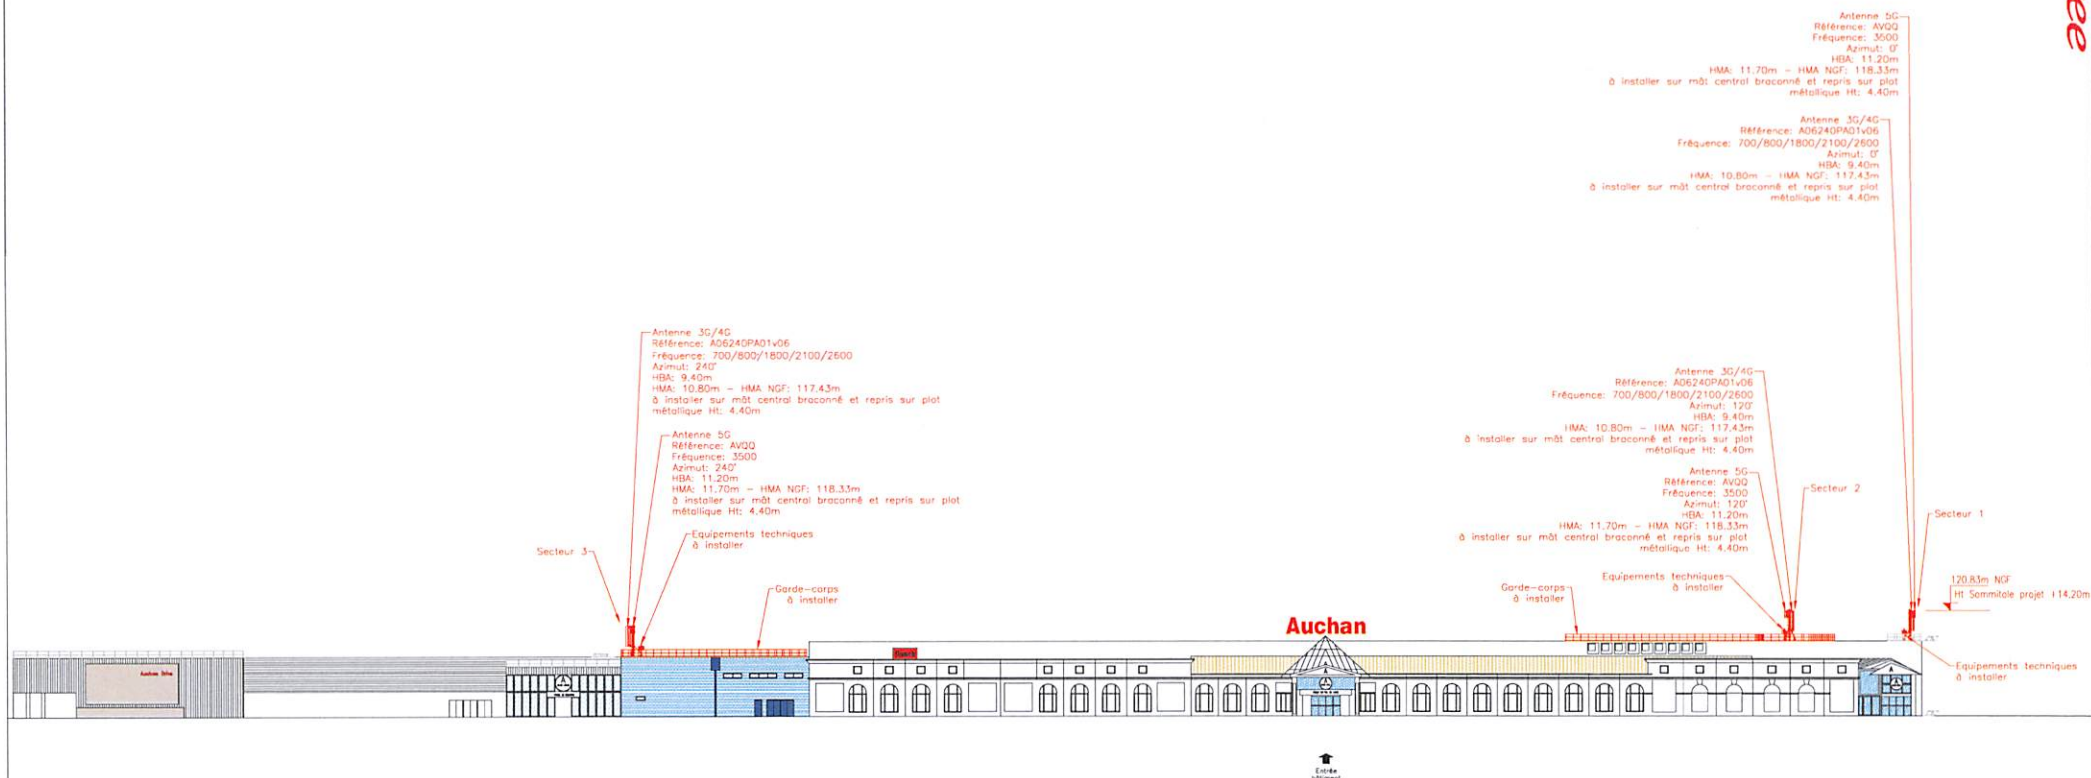 ee
Antenne 5G
Référence: AVQQ
Fréquence: 3500
Azimut: 0°
HBA: 11.20m
HMA: 11.70m - HMA NGF: 118.33m
à installer sur mât central braconné et repris sur plot
métallique Ht: 4.40m
Antenne 3G/4G
Référence: A06240PA01v06
Fréquence: 700/800/1800/2100/2600
Azimut: 0°
HBA: 9.40m
HMA: 10.80m - HMA NGF: 117.43m
à installer sur mât central braconné et repris sur plot
métallique Ht: 4.40m
Antenne 3G/4G
Référence: A06240PA01v06
Fréquence: 700/800/1800/2100/2600
Azimut: 240°
HBA: 9.40m
HMA: 10.80m - HMA NGF: 117.43m
à installer sur mât central braconné et repris sur plot
métallique Ht: 4.40m
Antenne 5G
Référence: AVQQ
Fréquence: 3500
Azimut: 240°
HBA: 11.20m
HMA: 11.70m - HMA NGF: 118.33m
à installer sur mât central braconné et repris sur plot
métallique Ht: 4.40m
Equipements techniques
à installer
Secteur 3
Garde-corps
à installer
Antenne 3G/4G
Référence: A06240PA01v06
Fréquence: 700/800/1800/2100/2600
Azimut: 120°
HBA: 9.40m
HMA: 10.80m - HMA NGF: 117.43m
à installer sur mât central braconné et repris sur plot
métallique Ht: 4.40m
Antenne 5G
Référence: AVQQ
Fréquence: 3500
Azimut: 120°
HBA: 11.20m
HMA: 11.70m - HMA NGF: 118.33m
à installer sur mât central braconné et repris sur plot
métallique Ht: 4.40m
Secteur 2
Secteur 1
Equipements techniques
à installer
Garde-corps
à installer
120.83m NGF
Ht Sommitale projet : 14.20m
Auchan
Equipements techniques
à installer
Auchan
Entrée
bâtiment